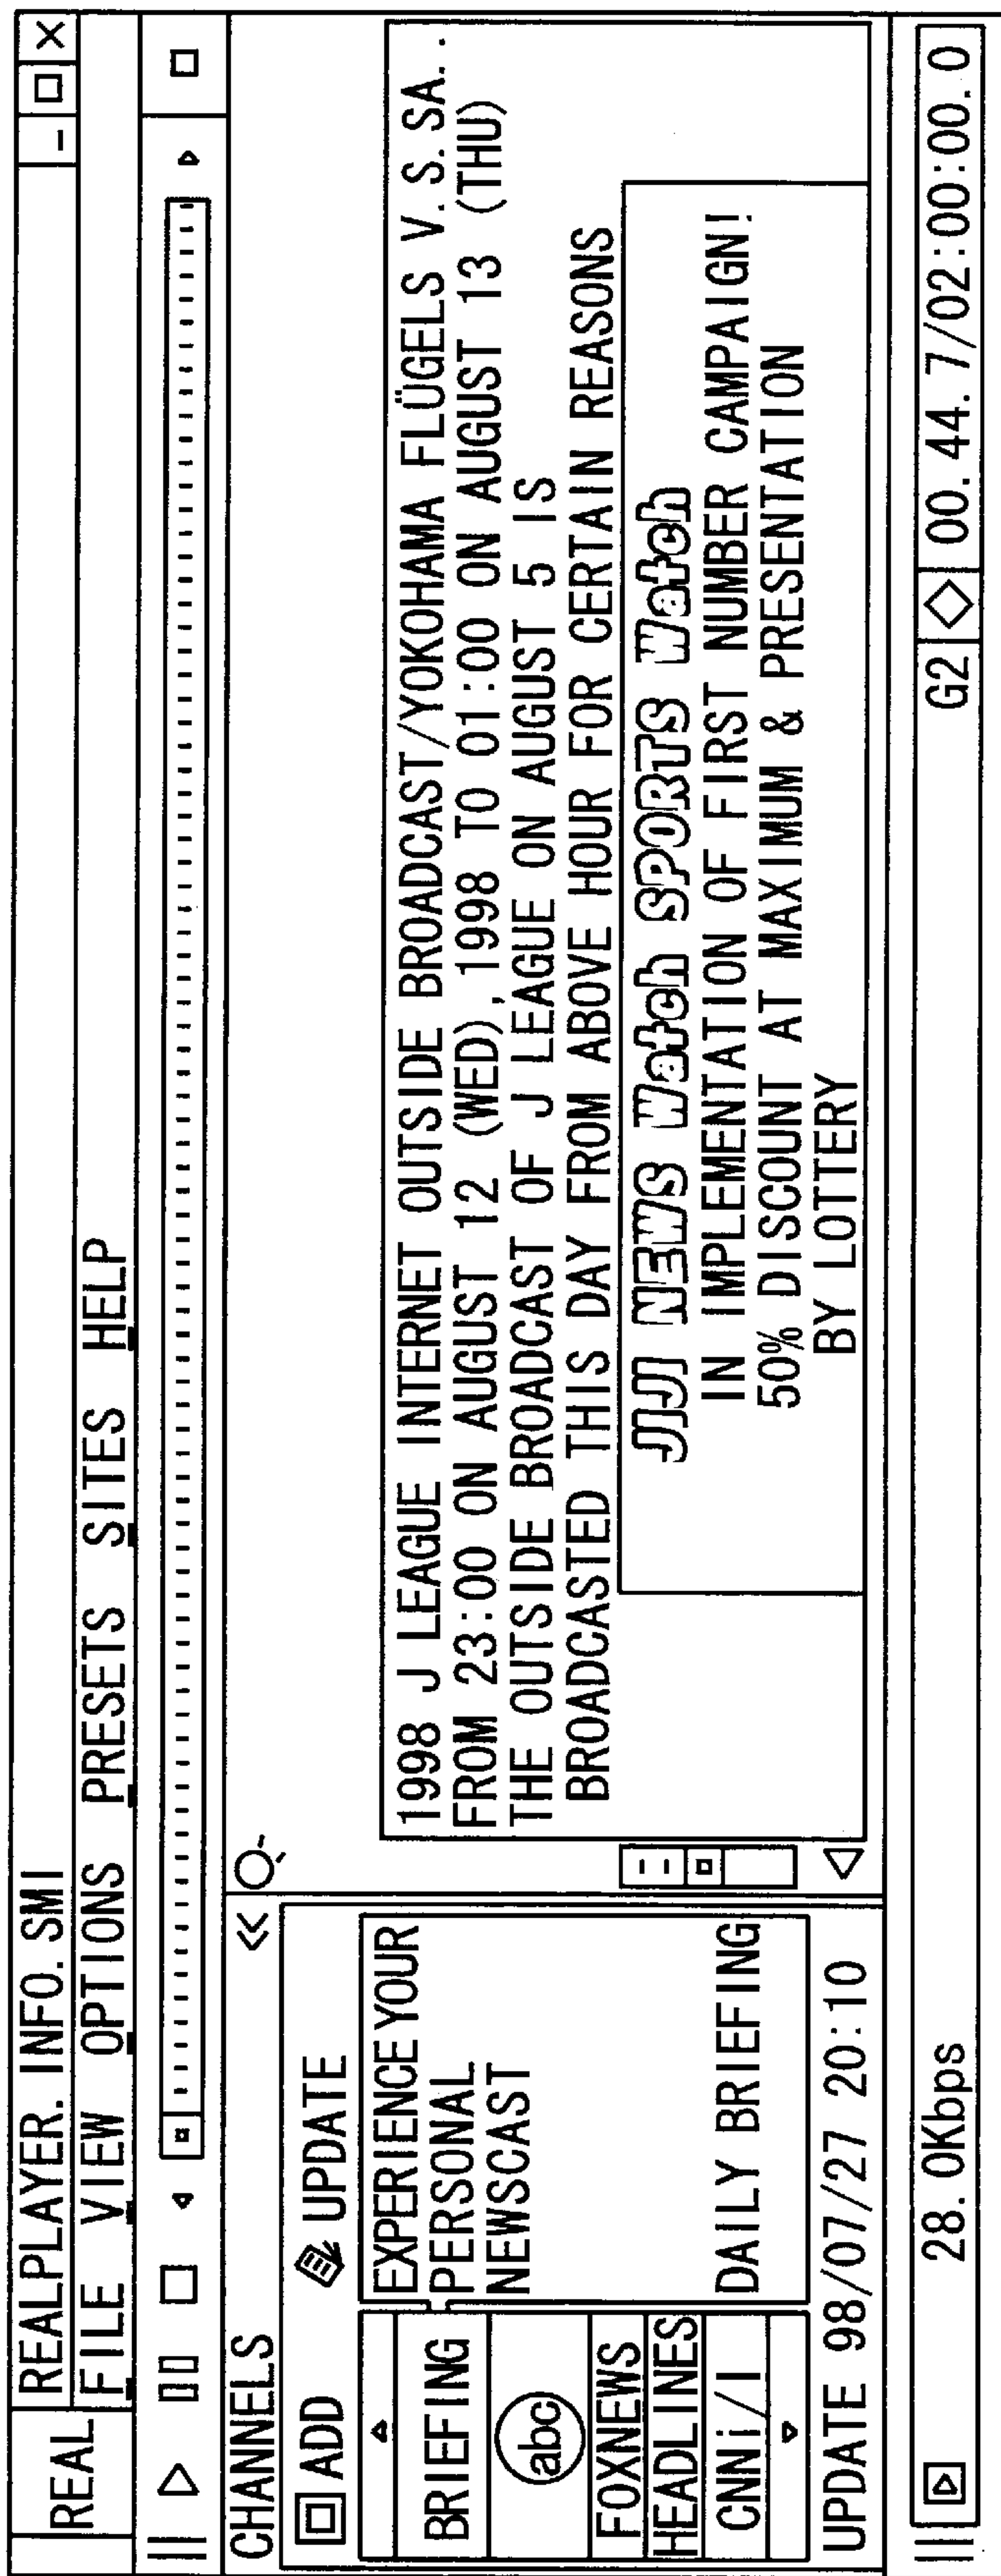 REAL
REALPLAYER. INFO. SMI
FILE VIEW OPTIONS PRESETS SITES HELP
CHANNELS
ADD UPDATE
BRIEFING
abc
FOXNEWS
HEADLINES
CNNi/I
EXPERIENCE YOUR
PERSONAL
NEWSCAST
DAILY BRIEFING
UPDATE 98/07/27 20:10
1998 J LEAGUE INTERNET OUTSIDE BROADCAST/YOKOHAMA FLÜGELS V. S. SA. .
FROM 23:00 ON AUGUST 12 (WED), 1998 TO 01:00 ON AUGUST 13 (THU)
THE OUTSIDE BROADCAST OF J LEAGUE ON AUGUST 5 IS
BROADCASTED THIS DAY FROM ABOVE HOUR FOR CERTAIN REASONS
JIJI NEWS Watch SPORTS Watch
IN IMPLEMENTATION OF FIRST NUMBER CAMPAIGN!
50% DISCOUNT AT MAXIMUM & PRESENTATION
BY LOTTERY
28. 0Kbps G2 00. 44. 7/02:00:00. 0